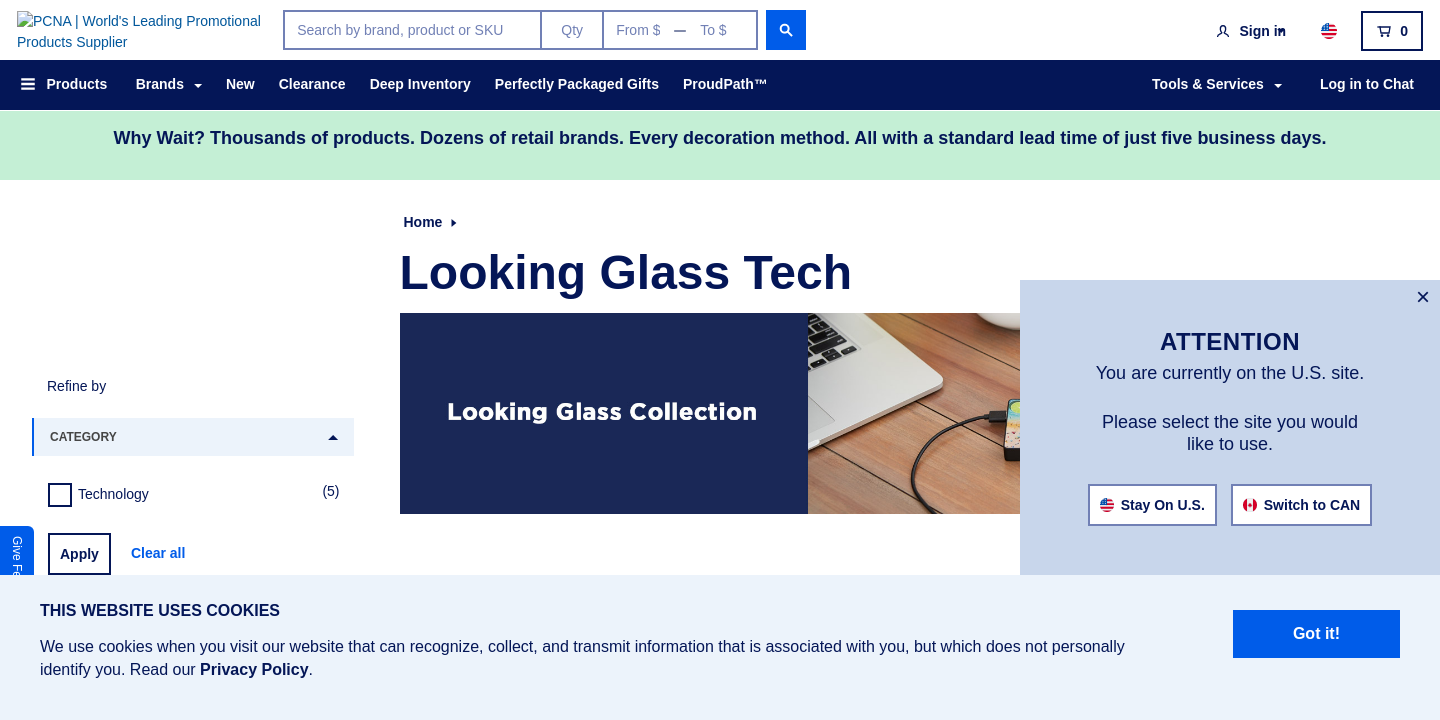 PCNA | World's Leading Promotional
Products Supplier
Search by brand, product or SKU
Qty
From $ — To $
Sign in
0
Products
Brands
New
Clearance
Deep Inventory
Perfectly Packaged Gifts
ProudPath™
Tools & Services
Log in to Chat
Why Wait? Thousands of products. Dozens of retail brands. Every decoration method. All with a standard lead time of just five business days.
Home
Looking Glass Tech
Looking Glass Collection
Refine by
CATEGORY
Technology
(5)
Apply
Clear all
Give
ATTENTION
You are currently on the U.S. site.
Please select the site you would
like to use.
Stay On U.S.
Switch to CAN
THIS WEBSITE USES COOKIES
We use cookies when you visit our website that can recognize, collect, and transmit information that is associated with you, but which does not personally
identify you. Read our Privacy Policy.
Got it!